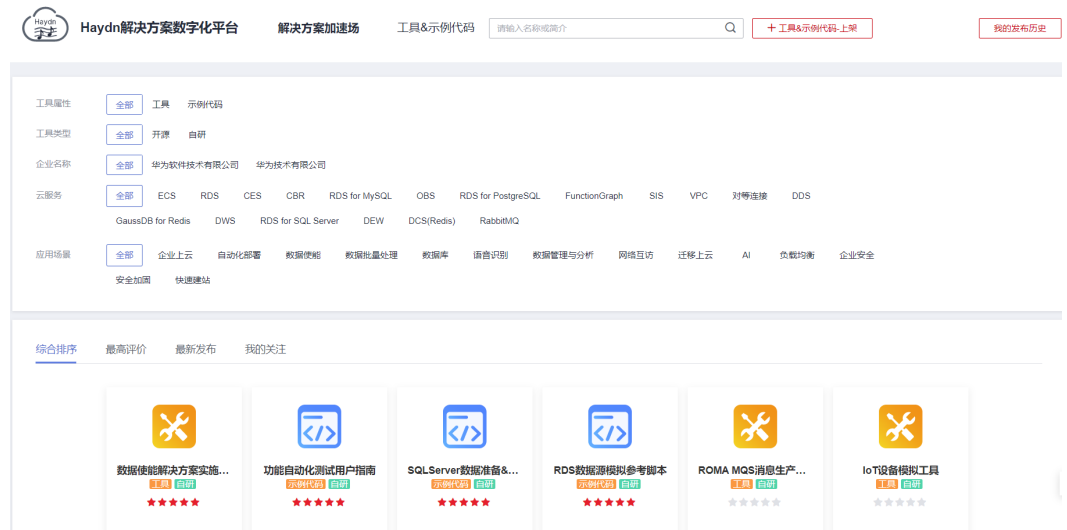 Haydn
Haydn解决方案数字化平台 解决方案加速场 工具&示例代码 请输入名称或简介 +工具&示例代码-上架 我的发布历史
工具属性 全部 工具 示例代码
工具类型 全部 开源 自研
企业名称 全部 华为软件技术有限公司 华为技术有限公司
云服务 全部 ECS RDS CES CBR RDS for MySQL OBS RDS for PostgreSQL FunctionGraph SIS VPC 对等连接 DDS
GaussDB for Redis DWS RDS for SQL Server DEW DCS(Redis) RabbitMQ
应用场景 全部 企业上云 自动化部署 数据使能 数据批量处理 数据库 语音识别 数据管理与分析 网络互访 迁移上云 AI 负载均衡 企业安全
安全加固 快速建站
综合排序 最高评价 最新发布 我的关注
数据使能解决方案实施... 功能自动化测试用户指南 SQLServer数据准备&... RDS数据源模拟参考脚本 ROMA MQS消息生产... IoT设备模拟工具
工具 自研 示例代码 自研 示例代码 自研 示例代码 自研 工具 自研 工具 自研